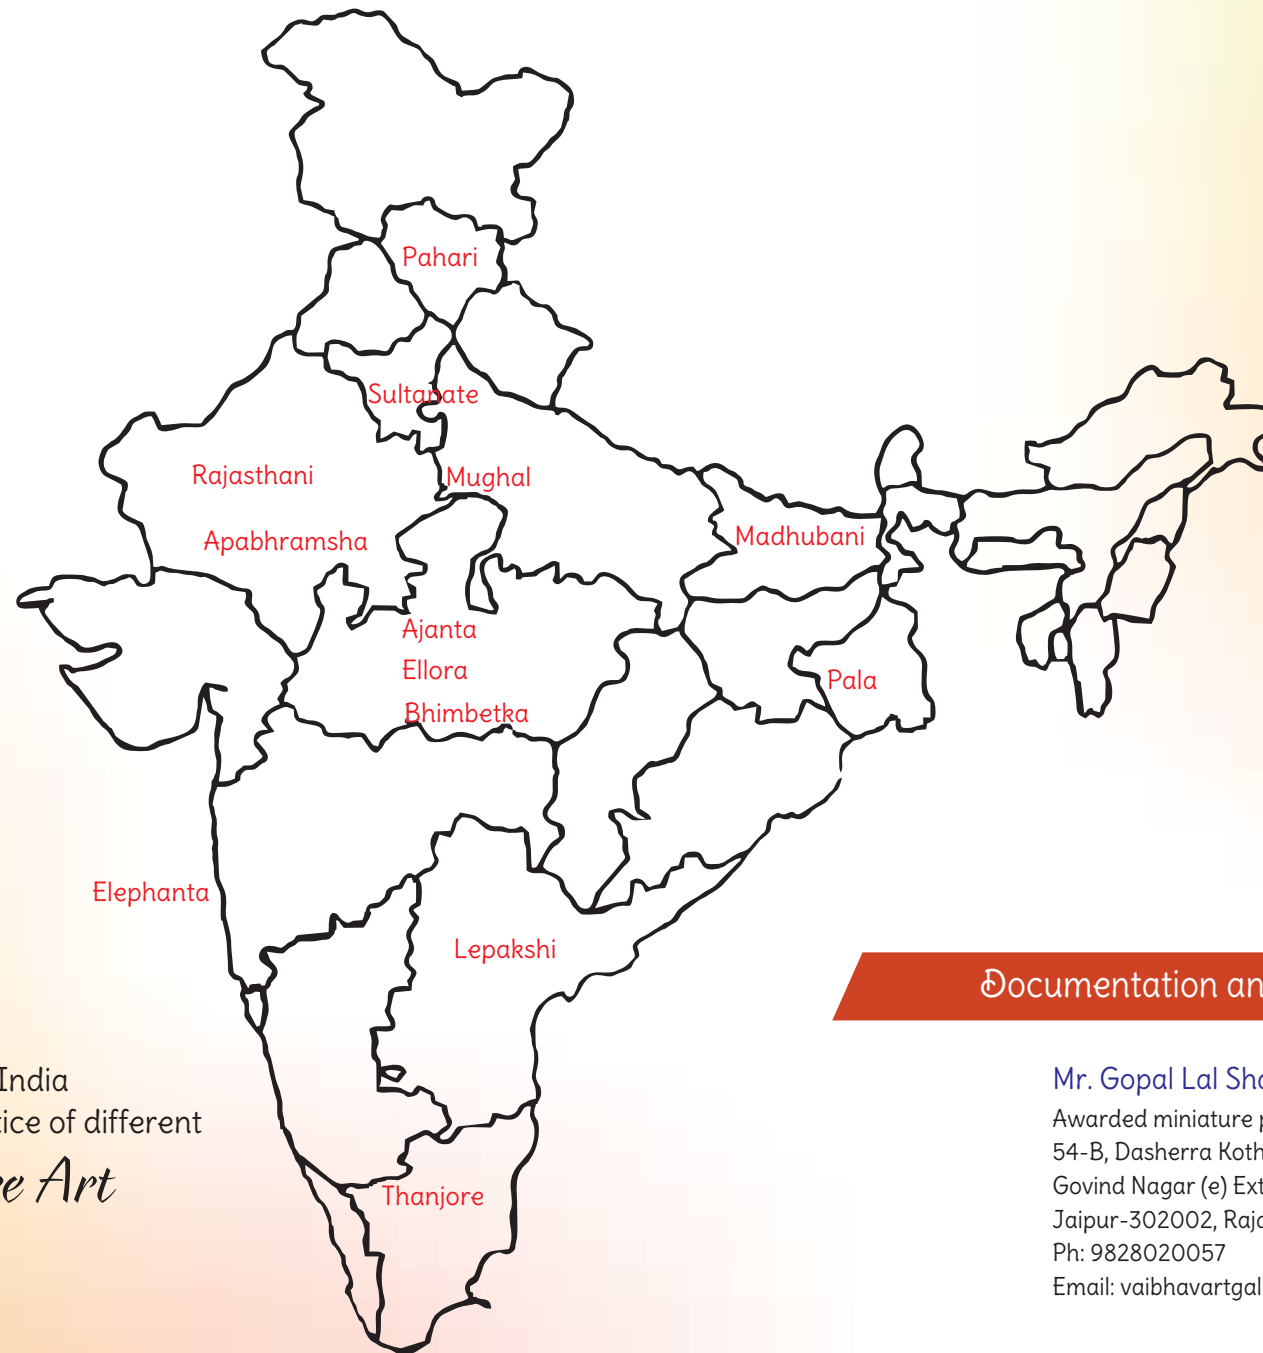 Pahari
Sultanate
Rajasthani
Mughal
Apabhramsha
Madhubani
Ajanta
Ellora
Pala
Bhimbetka
Elephanta
Lepakshi
Thanjore
India
tice of different
re Art
Documentation an
Mr. Gopal Lal Sha
Awarded miniature p
54-B, Dasherra Koth
Govind Nagar (e) Ext
Jaipur-302002, Raja
Ph: 9828020057
Email: vaibhavartgal